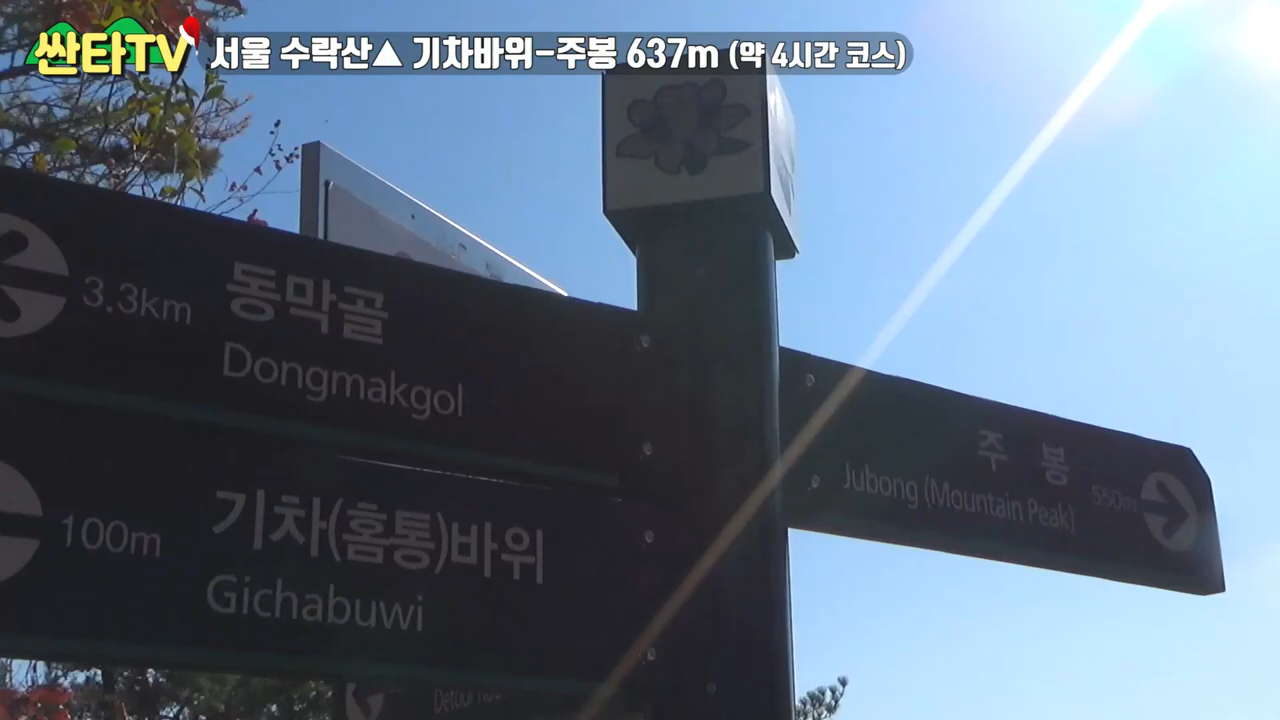 싼타TV 서울 수락산▲ 기차바위-주봉 637m (약 4시간 코스)
3.3km 동막골
Dongmakgol
100m 기차(홈통)바위
Gichabuwi
주 봉
Jubong (Mountain Peak) 550m
Detour